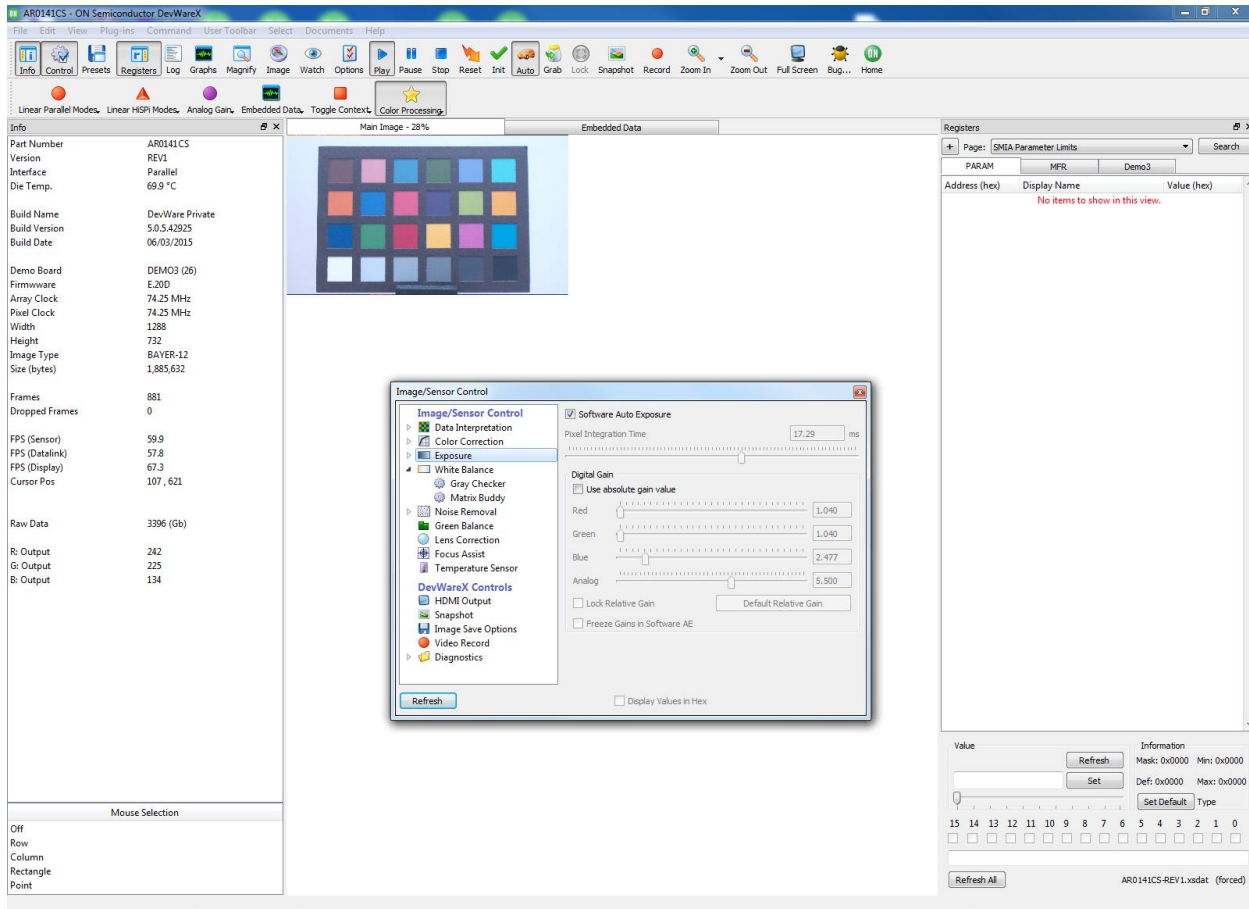 AR0141CS - ON Semiconductor DevWareX
File Edit View Plug-ins Command User Toolbar Select Documents Help
Info Control Presets Registers Log Graphs Magnify Image Watch Options Play Pause Stop Reset Init Auto Grab Lock Snapshot Record Zoom In Zoom Out Full Screen Bug... Home
Linear Parallel Modes Linear HiSPi Modes Analog Gain Embedded Data Toggle Context Color Processing
Info
Part Number AR0141CS
Version REV1
Interface Parallel
Die Temp. 69.9 °C
Build Name DevWare Private
Build Version 5.0.5.42925
Build Date 06/03/2015
Demo Board DEMO3 (26)
Firmwware E.20D
Array Clock 74.25 MHz
Pixel Clock 74.25 MHz
Width 1288
Height 732
Image Type BAYER-12
Size (bytes) 1,885,632
Frames 881
Dropped Frames 0
FPS (Sensor) 59.9
FPS (Datalink) 57.8
FPS (Display) 67.3
Cursor Pos 107 , 621
Raw Data 3396 (Gb)
R: Output 242
G: Output 225
B: Output 134
Mouse Selection
Off
Row
Column
Rectangle
Point
Main Image - 28% Embedded Data
Image/Sensor Control
Image/Sensor Control
Data Interpretation
Color Correction
Exposure
White Balance
Gray Checker
Matrix Buddy
Noise Removal
Green Balance
Lens Correction
Focus Assist
Temperature Sensor
DevWareX Controls
HDMI Output
Snapshot
Image Save Options
Video Record
Diagnostics
Software Auto Exposure
Pixel Integration Time 17.29 ms
Digital Gain
Use absolute gain value
Red 1.040
Green 1.040
Blue 2.477
Analog 5.500
Lock Relative Gain Default Relative Gain
Freeze Gains in Software AE
Refresh Display Values in Hex
Registers
+ Page: SMIA Parameter Limits Search
PARAM MFR Demo3
Address (hex) Display Name Value (hex)
No items to show in this view.
Value Information
Refresh Mask: 0x0000 Min: 0x0000
Set Def: 0x0000 Max: 0x0000
Set Default Type
15 14 13 12 11 10 9 8 7 6 5 4 3 2 1 0
Refresh All AR0141CS-REV1.xsdat (forced)